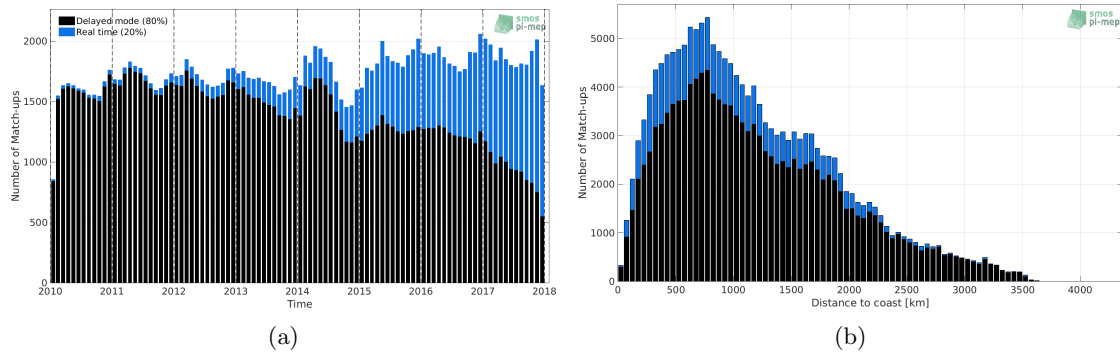 Delayed mode (80%)
Real time (20%)
smos
pi-mep
Number of Match-ups
2000
1500
1000
500
0
2010 2011 2012 2013 2014 2015 2016 2017 2018
Time
(a)
smos
pi-mep
Number of Match-ups
5000
4000
3000
2000
1000
0
0 500 1000 1500 2000 2500 3000 3500 4000
Distance to coast [km]
(b)